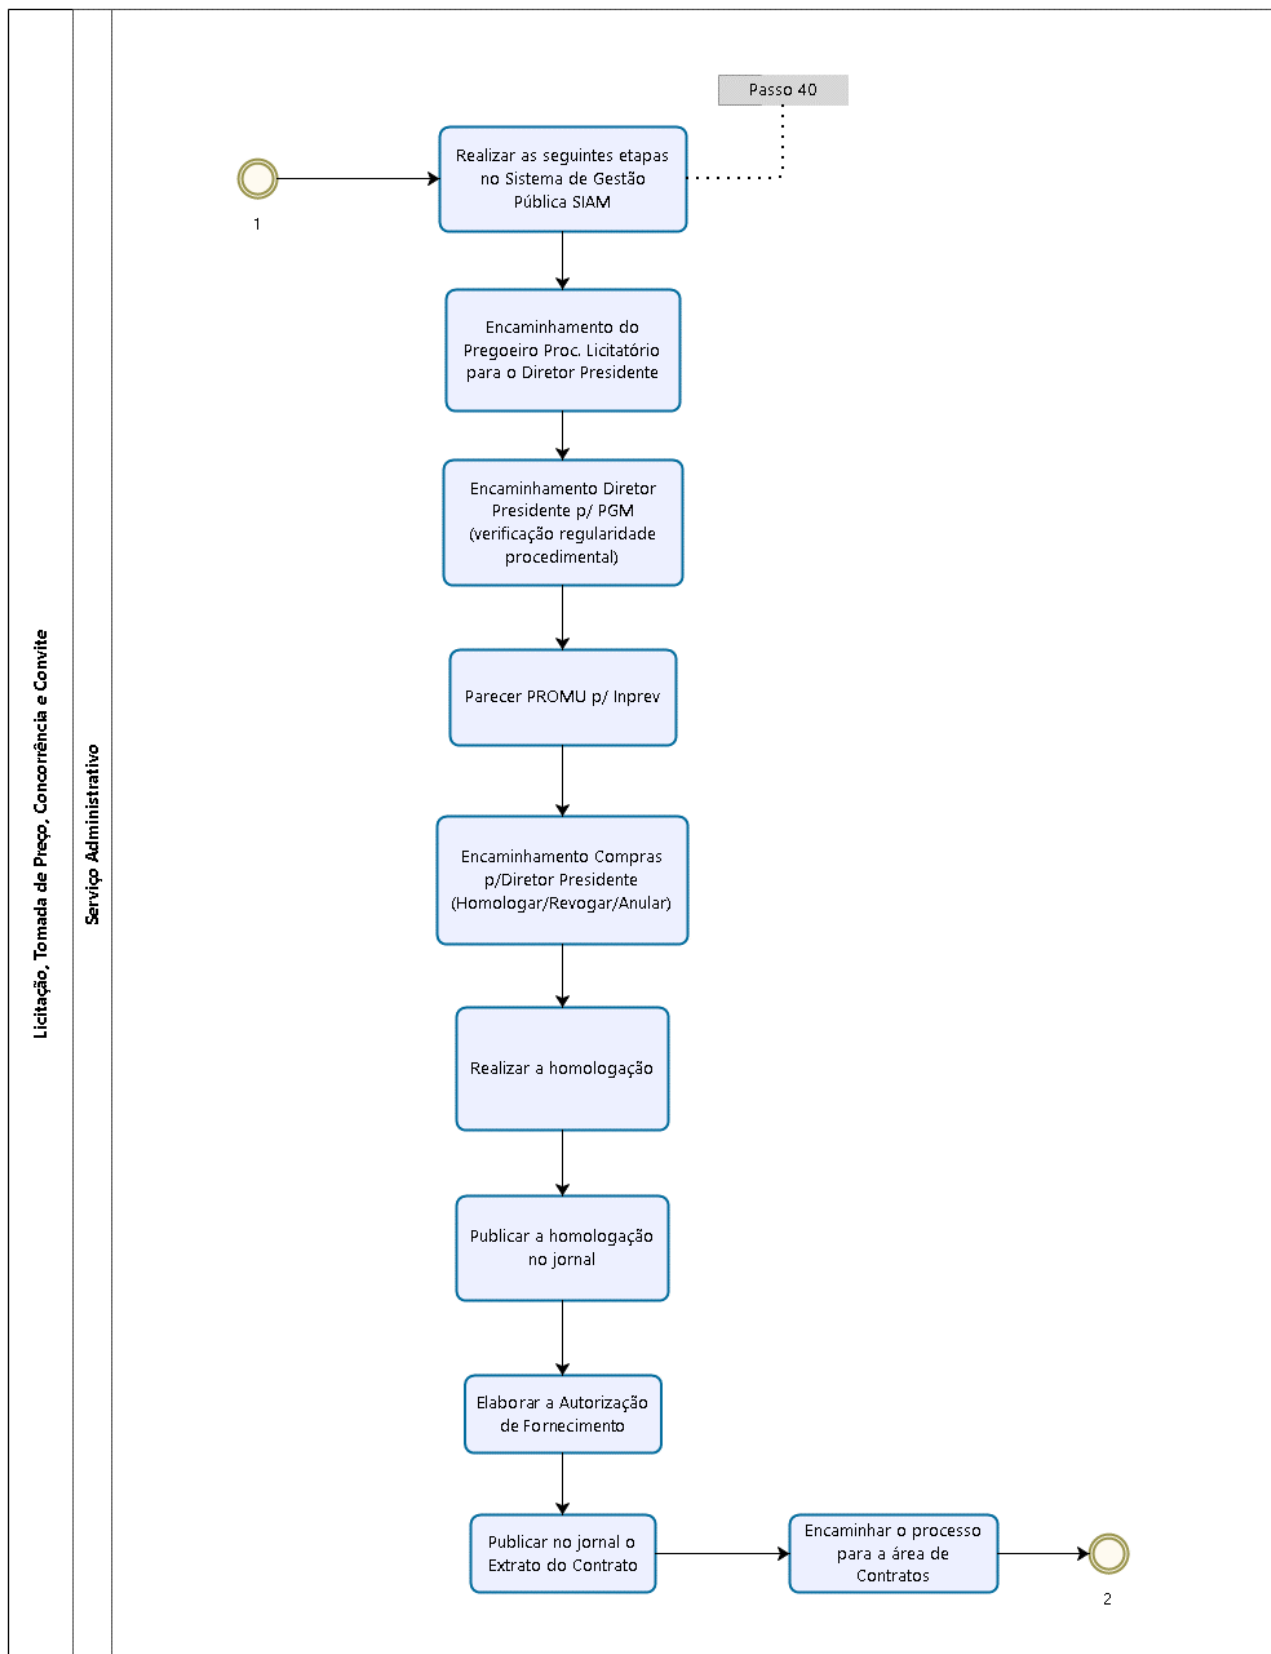 Licitação, Tomada de Preço, Concorrência e Convite
Serviço Administrativo
Passo 40
1
Realizar as seguintes etapas
no Sistema de Gestão
Pública SIAM
Encaminhamento do
Pregoeiro Proc. Licitatório
para o Diretor Presidente
Encaminhamento Diretor
Presidente p/ PGM
(verificação regularidade
procedimental)
Parecer PROMU p/ Inprev
Encaminhamento Compras
p/Diretor Presidente
(Homologar/Revogar/Anular)
Realizar a homologação
Publicar a homologação
no jornal
Elaborar a Autorização
de Fornecimento
Publicar no jornal o
Extrato do Contrato
Encaminhar o processo
para a área de
Contratos
2